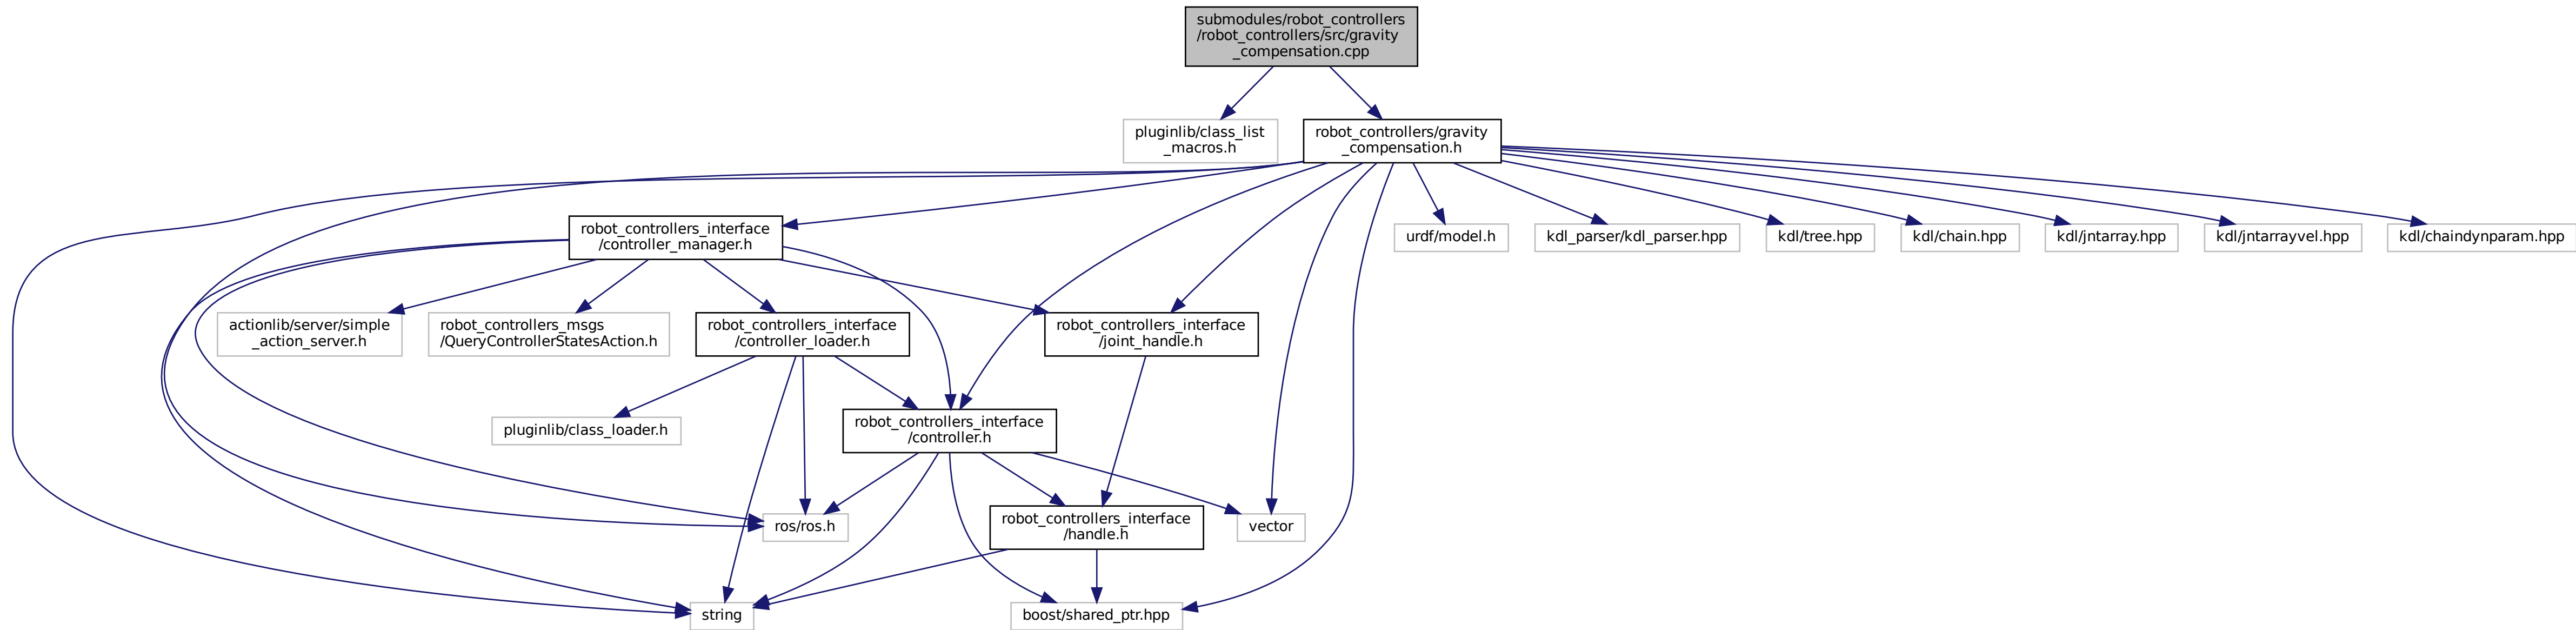 submodules/robot_controllers
/robot_controllers/src/gravity
_compensation.cpp
pluginlib/class_list
_macros.h
robot_controllers/gravity
_compensation.h
robot_controllers_interface
/controller_manager.h
urdf/model.h
kdl_parser/kdl_parser.hpp
kdl/tree.hpp
kdl/chain.hpp
kdl/jntarray.hpp
kdl/jntarrayvel.hpp
kdl/chaindynparam.hpp
actionlib/server/simple
_action_server.h
robot_controllers_msgs
/QueryControllerStatesAction.h
robot_controllers_interface
/controller_loader.h
robot_controllers_interface
/joint_handle.h
pluginlib/class_loader.h
robot_controllers_interface
/controller.h
ros/ros.h
robot_controllers_interface
/handle.h
vector
string
boost/shared_ptr.hpp